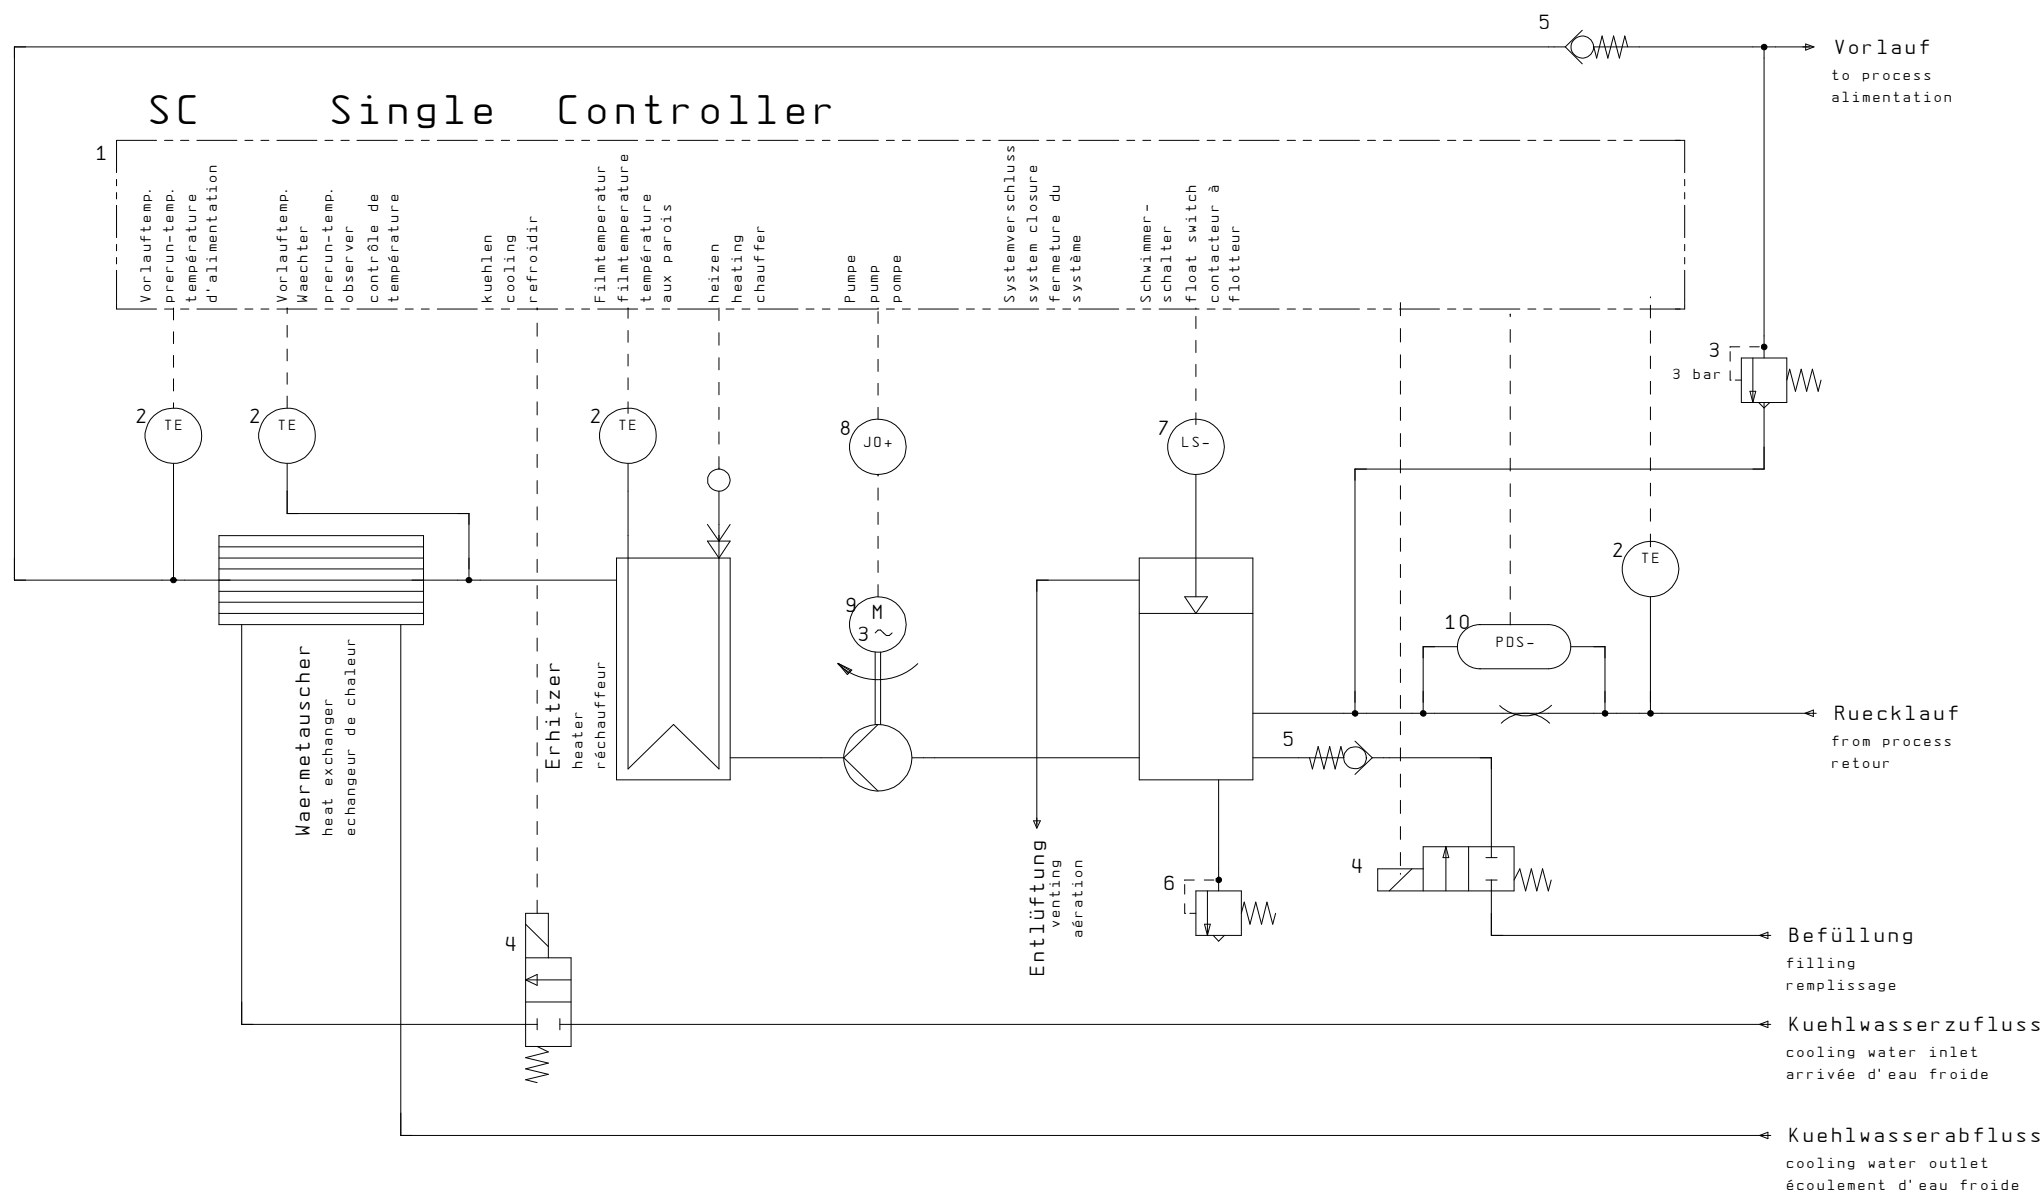 5
Vorlauf
to process
alimentation
SC Single Controller
1
Vorlauftemp.
prerun-temp.
température
d'alimentation
Vorlauftemp.
Waechter
prerun-temp.
observer
contrôle de
température
kuehlen
cooling
refroidir
Filmtemperatur
filmtemperature
température
aux parois
heizen
heating
chauffer
Pumpe
pump
pompe
Systemverschluss
system closure
fermeture du
système
Schwimmer-
schalter
float switch
contacteur à
flotteur
3
3 bar
2
TE
2
TE
2
TE
8
JO+
7
LS-
2
TE
9
M
3~
10
PDS-
Waermetauscher
heat exchanger
echangeur de chaleur
Erhitzer
heater
réchauffeur
Ruecklauf
from process
retour
5
Entlüftung
venting
aération
6
4
4
Befüllung
filling
remplissage
Kuehlwasserzufluss
cooling water inlet
arrivée d'eau froide
Kuehlwasserabfluss
cooling water outlet
écoulement d'eau froide